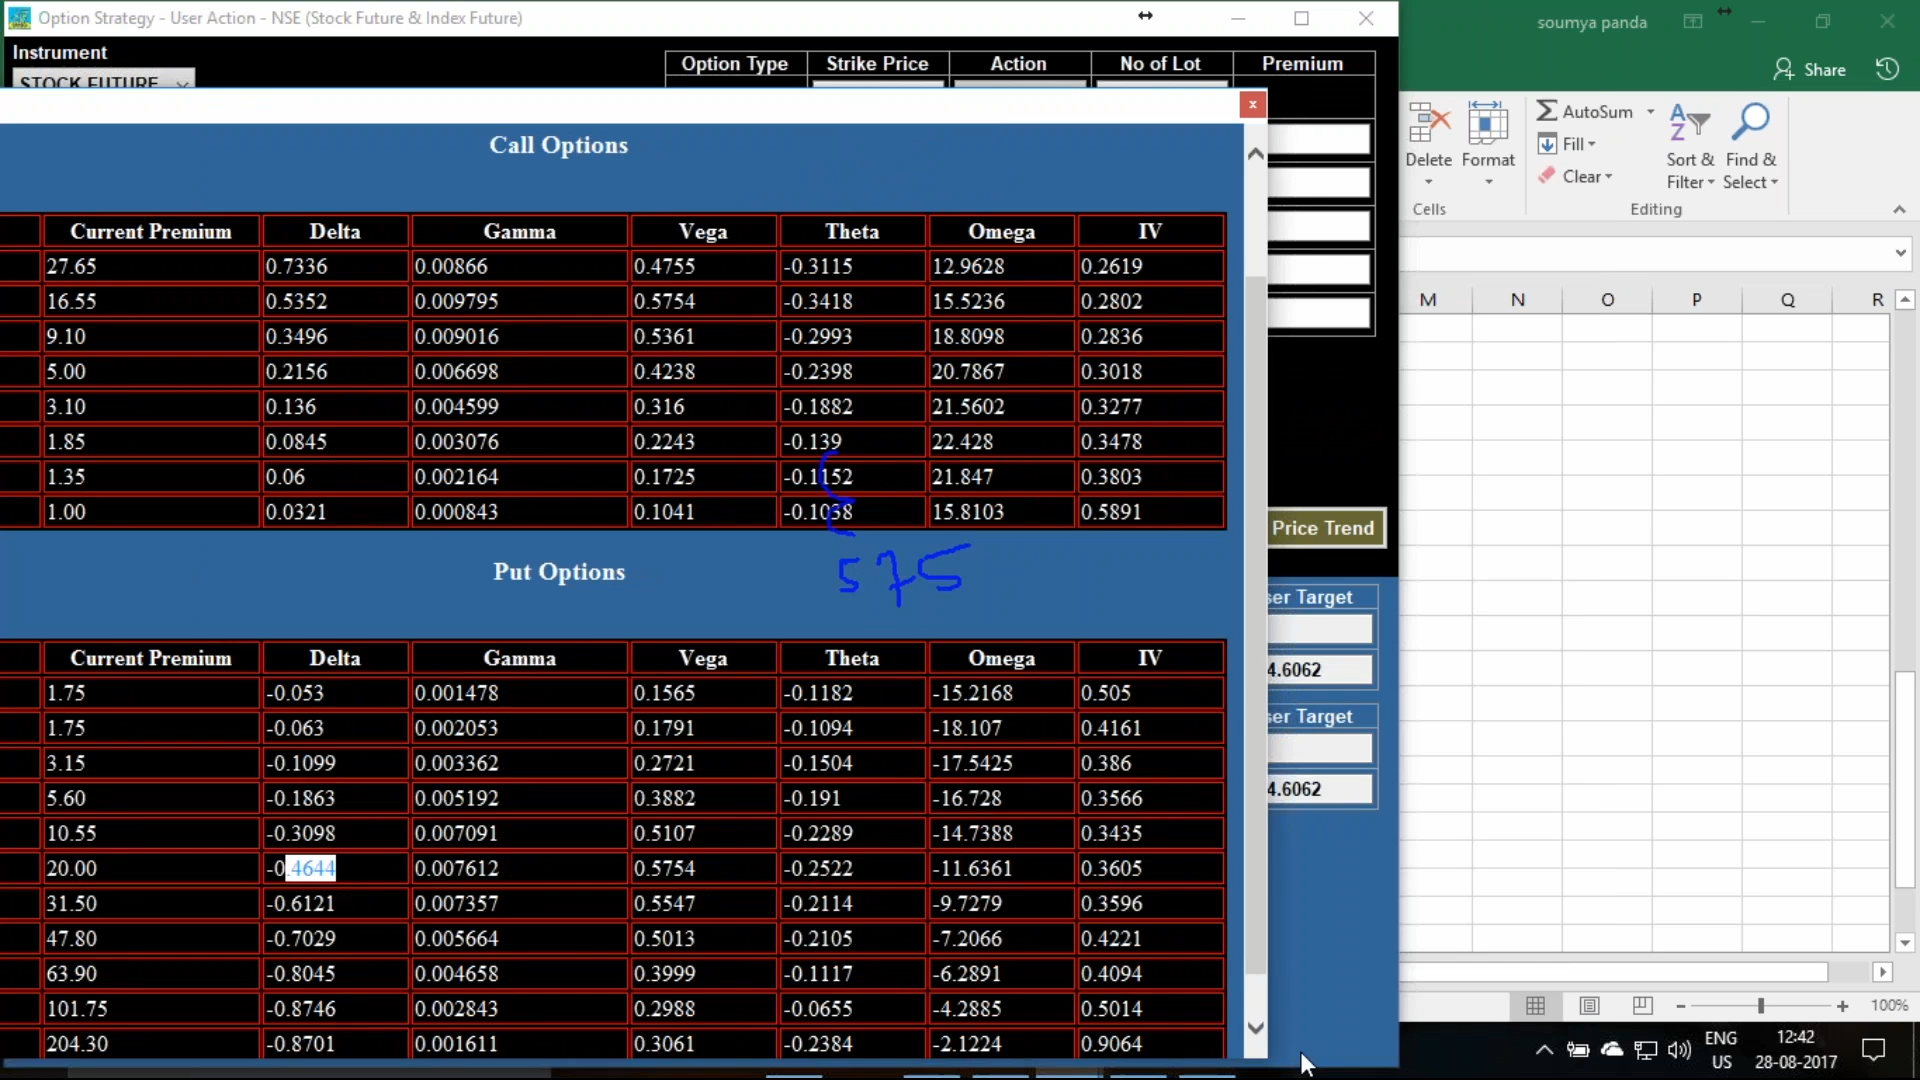 Option Strategy - User Action - NSE (Stock Future & Index Future)
soumya panda
Instrument
STOCK FUTURE
Option Type Strike Price Action No of Lot Premium
Share
Call Options
Current Premium Delta Gamma Vega Theta Omega IV
27.65 0.7336 0.00866 0.4755 -0.3115 12.9628 0.2619
16.55 0.5352 0.009795 0.5754 -0.3418 15.5236 0.2802
9.10 0.3496 0.009016 0.5361 -0.2993 18.8098 0.2836
5.00 0.2156 0.006698 0.4238 -0.2398 20.7867 0.3018
3.10 0.136 0.004599 0.316 -0.1882 21.5602 0.3277
1.85 0.0845 0.003076 0.2243 -0.139 22.428 0.3478
1.35 0.06 0.002164 0.1725 -0.1152 21.847 0.3803
1.00 0.0321 0.000843 0.1041 -0.1038 15.8103 0.5891
575
Put Options
Current Premium Delta Gamma Vega Theta Omega IV
1.75 -0.053 0.001478 0.1565 -0.1182 -15.2168 0.505
1.75 -0.063 0.002053 0.1791 -0.1094 -18.107 0.4161
3.15 -0.1099 0.003362 0.2721 -0.1504 -17.5425 0.386
5.60 -0.1863 0.005192 0.3882 -0.191 -16.728 0.3566
10.55 -0.3098 0.007091 0.5107 -0.2289 -14.7388 0.3435
20.00 -0.4644 0.007612 0.5754 -0.2522 -11.6361 0.3605
31.50 -0.6121 0.007357 0.5547 -0.2114 -9.7279 0.3596
47.80 -0.7029 0.005664 0.5013 -0.2105 -7.2066 0.4221
63.90 -0.8045 0.004658 0.3999 -0.1117 -6.2891 0.4094
101.75 -0.8746 0.002843 0.2988 -0.0655 -4.2885 0.5014
204.30 -0.8701 0.001611 0.3061 -0.2384 -2.1224 0.9064
Price Trend
ser Target
4.6062
ser Target
4.6062
Delete Format
Cells
AutoSum
Fill
Clear
Sort & Filter
Find & Select
Editing
M N O P Q R
100%
ENG
US
12:42
28-08-2017